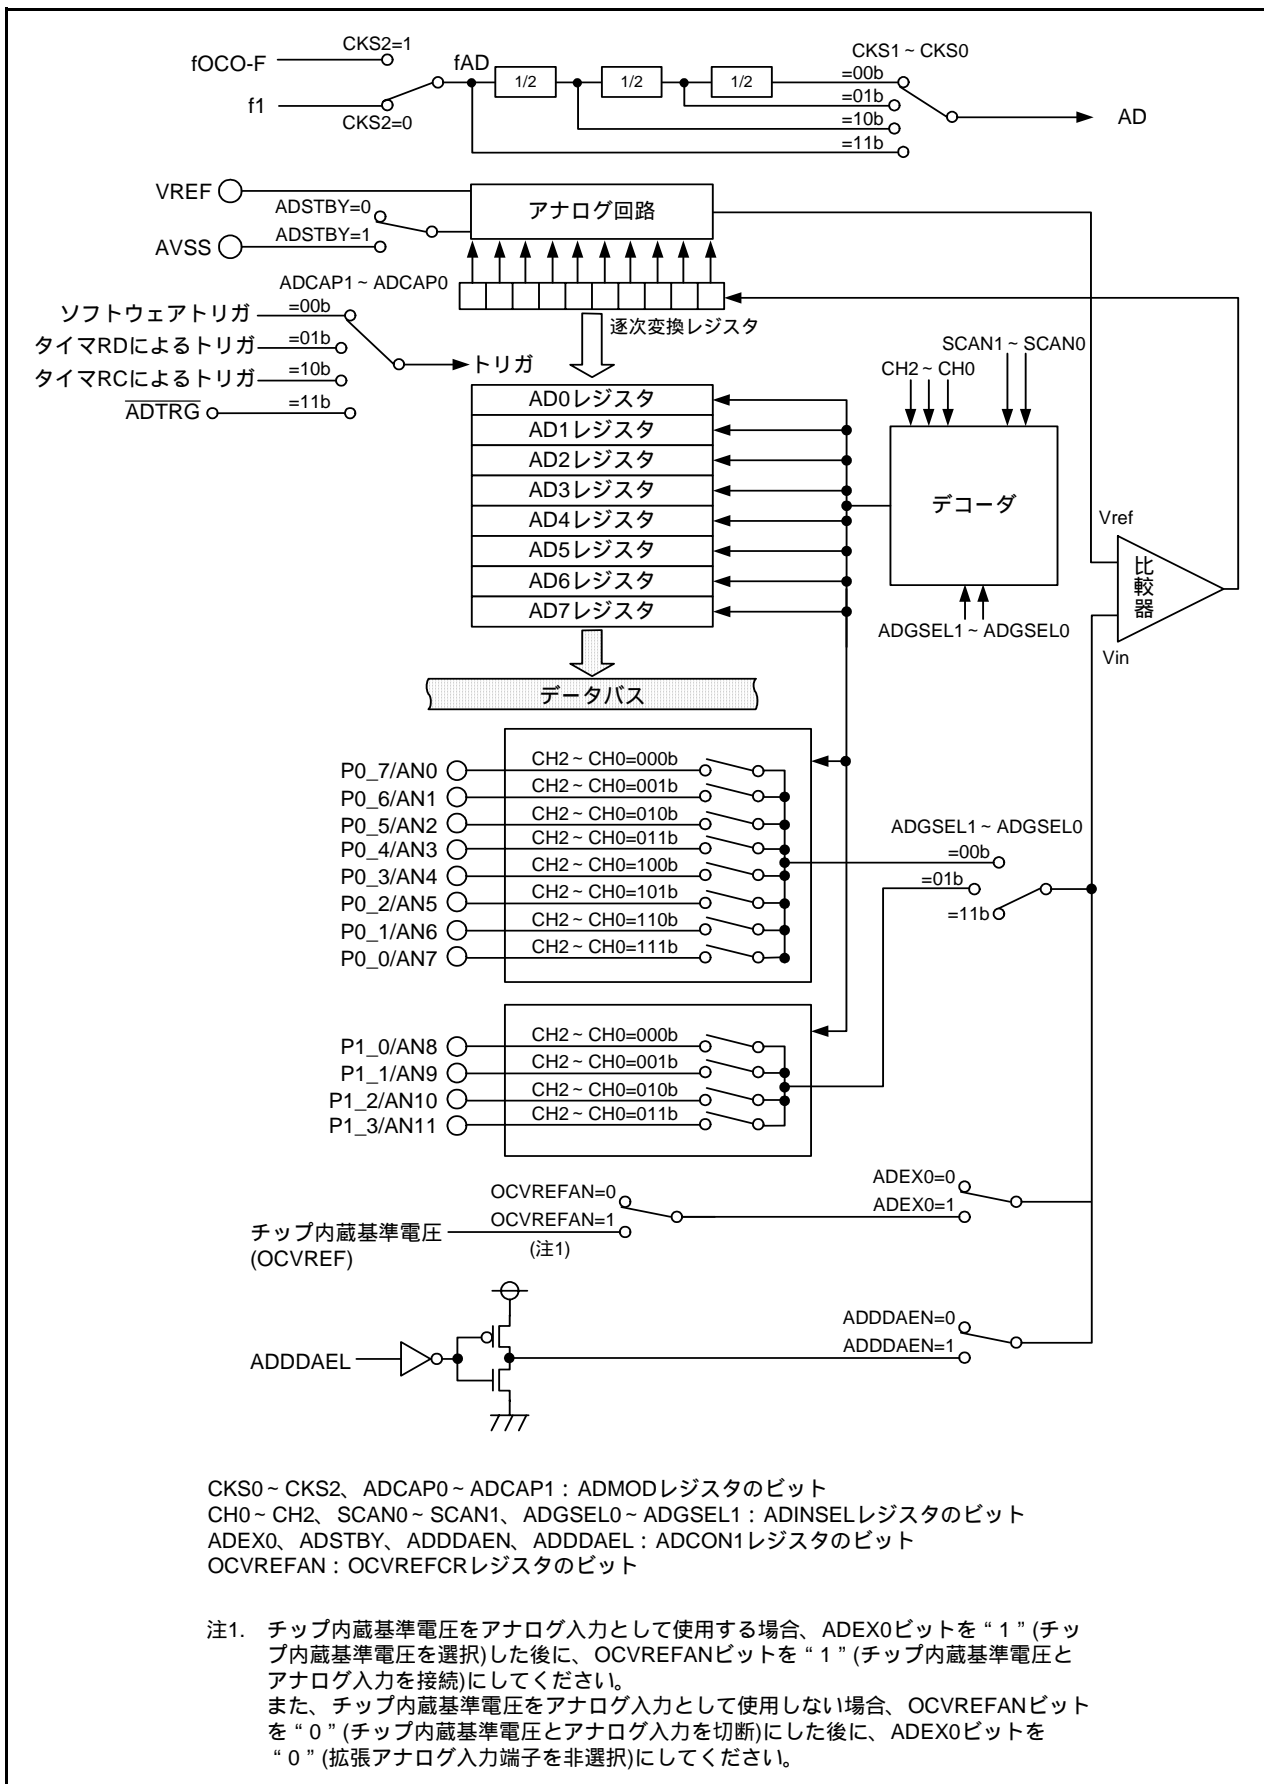 CKS2=1
fOCO-F
fAD
CKS1~CKS0
1/2
1/2
1/2
=00b
=01b
=10b
=11b
AD
f1
CKS2=0
VREF
ADSTBY=0
AVSS
ADSTBY=1
アナログ回路
ADCAP1~ADCAP0
逐次変換レジスタ
ソフトウェアトリガ
=00b
タイマRDによるトリガ
=01b
タイマRCによるトリガ
=10b
ADTRG
=11b
トリガ
SCAN1~SCAN0
CH2~CH0
AD0レジスタ
AD1レジスタ
AD2レジスタ
AD3レジスタ
AD4レジスタ
AD5レジスタ
AD6レジスタ
AD7レジスタ
デコーダ
ADGSEL1~ADGSEL0
Vref
比較器
Vin
データバス
P0_7/AN0
CH2~CH0=000b
P0_6/AN1
CH2~CH0=001b
P0_5/AN2
CH2~CH0=010b
P0_4/AN3
CH2~CH0=011b
P0_3/AN4
CH2~CH0=100b
P0_2/AN5
CH2~CH0=101b
P0_1/AN6
CH2~CH0=110b
P0_0/AN7
CH2~CH0=111b
ADGSEL1~ADGSEL0
=00b
=01b
=11b
P1_0/AN8
CH2~CH0=000b
P1_1/AN9
CH2~CH0=001b
P1_2/AN10
CH2~CH0=010b
P1_3/AN11
CH2~CH0=011b
OCVREFAN=0
チップ内蔵基準電圧
OCVREFAN=1
(OCVREF)
(注1)
ADEX0=0
ADEX0=1
ADDDAEL
ADDDAEN=0
ADDDAEN=1
CKS0~CKS2、ADCAP0~ADCAP1:ADMODレジスタのビット
CH0~CH2、SCAN0~SCAN1、ADGSEL0~ADGSEL1:ADINSELレジスタのビット
ADEX0、ADSTBY、ADDDAEN、ADDDAEL:ADCON1レジスタのビット
OCVREFAN:OCVREFCRレジスタのビット
注1. チップ内蔵基準電圧をアナログ入力として使用する場合、ADEX0ビットを“1”(チッ
プ内蔵基準電圧を選択)した後に、OCVREFANビットを“1”(チップ内蔵基準電圧と
アナログ入力を接続)にしてください。
また、チップ内蔵基準電圧をアナログ入力として使用しない場合、OCVREFANビット
を“0”(チップ内蔵基準電圧とアナログ入力を切断)にした後に、ADEX0ビットを
“0”(拡張アナログ入力端子を非選択)にしてください。